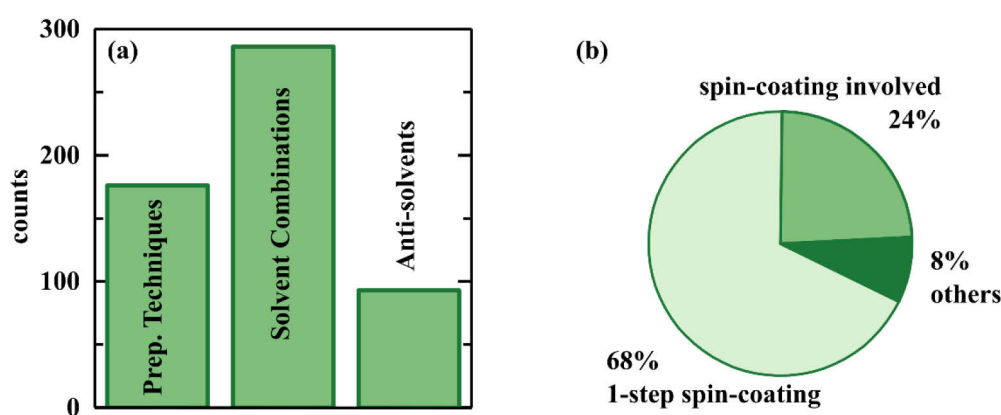 300
200
100
0
counts
(a)
Prep. Techniques
Solvent Combinations
Anti-solvents
(b)
spin-coating involved
24%
8%
others
68%
1-step spin-coating